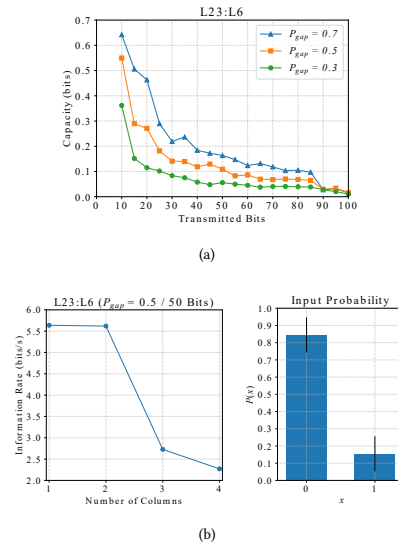 L23:L6
0.7
0.6
0.5
0.4
0.3
0.2
0.1
0.0
Capacity (bits)
P_gap = 0.7
P_gap = 0.5
P_gap = 0.3
0 10 20 30 40 50 60 70 80 90 100
Transmitted Bits
(a)
L23:L6 (P_gap = 0.5 / 50 Bits)
6.0
5.5
5.0
4.5
4.0
3.5
3.0
2.5
2.0
Information Rate (bits/s)
1 2 3 4
Number of Columns
Input Probability
1.0
0.9
0.8
0.7
0.6
0.5
0.4
0.3
0.2
0.1
0.0
P(x)
0 1
x
(b)